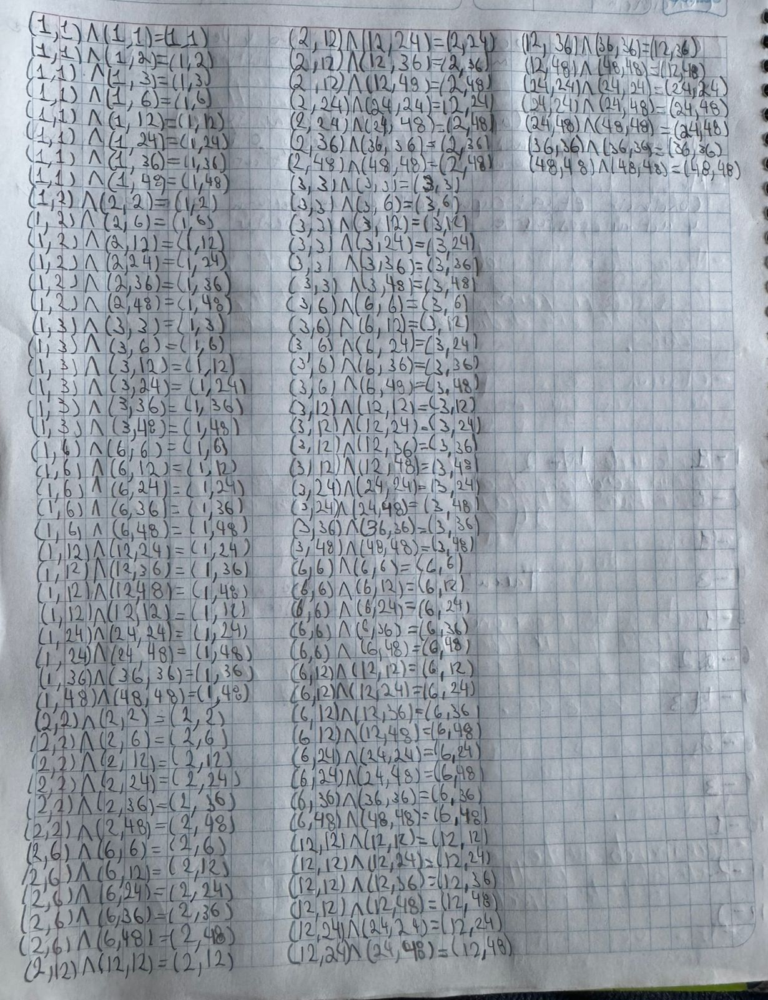 (1,1) ∧ (1,1)=(1,1)
(1,1) ∧ (1,2)=(1,2)
(1,1) ∧ (1,3)=(1,3)
(1,1) ∧ (1,6)=(1,6)
(1,1) ∧ (1,12)=(1,12)
(1,1) ∧ (1,24)=(1,24)
(1,1) ∧ (1,36)=(1,36)
(1,1) ∧ (1,48)=(1,48)
(1,2) ∧ (2,2)=(1,2)
(1,2) ∧ (2,6)=(1,6)
(1,2) ∧ (2,12)=(1,12)
(1,2) ∧ (2,24)=(1,24)
(1,2) ∧ (2,36)=(1,36)
(1,2) ∧ (2,48)=(1,48)
(1,3) ∧ (3,3)=(1,3)
(1,3) ∧ (3,6)=(1,6)
(1,3) ∧ (3,12)=(1,12)
(1,3) ∧ (3,24)=(1,24)
(1,3) ∧ (3,36)=(1,36)
(1,3) ∧ (3,48)=(1,48)
(1,6) ∧ (6,6)=(1,6)
(1,6) ∧ (6,12)=(1,12)
(1,6) ∧ (6,24)=(1,24)
(1,6) ∧ (6,36)=(1,36)
(1,6) ∧ (6,48)=(1,48)
(1,12)∧(12,24)=(1,24)
(1,12)∧(12,36)=(1,36)
(1,12)∧(12,48)=(1,48)
(1,12)∧(12,12)=(1,12)
(1,24)∧(24,24)=(1,24)
(1,24)∧(24,48)=(1,48)
(1,36)∧(36,36)=(1,36)
(1,48)∧(48,48)=(1,48)
(2,2)∧(2,2)=(2,2)
(2,2)∧(2,6)=(2,6)
(2,2)∧(2,12)=(2,12)
(2,2)∧(2,24)=(2,24)
(2,2)∧(2,36)=(2,36)
(2,2)∧(2,48)=(2,48)
(2,6)∧(6,6)=(2,6)
(2,6)∧(6,12)=(2,12)
(2,6)∧(6,24)=(2,24)
(2,6)∧(6,36)=(2,36)
(2,6)∧(6,48)=(2,48)
(2,12)∧(12,12)=(2,12)
(2,12)∧(12,24)=(2,24)
(2,12)∧(12,36)=(2,36)
(2,12)∧(12,48)=(2,48)
(2,24)∧(24,24)=(2,24)
(2,24)∧(24,48)=(2,48)
(2,36)∧(36,36)=(2,36)
(2,48)∧(48,48)=(2,48)
(3,3)∧(3,3)=(3,3)
(3,3)∧(3,6)=(3,6)
(3,3)∧(3,12)=(3,12)
(3,3)∧(3,24)=(3,24)
(3,3)∧(3,36)=(3,36)
(3,3)∧(3,48)=(3,48)
(3,6)∧(6,6)=(3,6)
(3,6)∧(6,12)=(3,12)
(3,6)∧(6,24)=(3,24)
(3,6)∧(6,36)=(3,36)
(3,6)∧(6,48)=(3,48)
(3,12)∧(12,12)=(3,12)
(3,12)∧(12,24)=(3,24)
(3,12)∧(12,36)=(3,36)
(3,12)∧(12,48)=(3,48)
(3,24)∧(24,24)=(3,24)
(3,24)∧(24,48)=(3,48)
(3,36)∧(36,36)=(3,36)
(3,48)∧(48,48)=(3,48)
(6,6)∧(6,6)=(6,6)
(6,6)∧(6,12)=(6,12)
(6,6)∧(6,24)=(6,24)
(6,6)∧(6,36)=(6,36)
(6,6)∧(6,48)=(6,48)
(6,12)∧(12,12)=(6,12)
(6,12)∧(12,24)=(6,24)
(6,12)∧(12,36)=(6,36)
(6,12)∧(12,48)=(6,48)
(6,24)∧(24,24)=(6,24)
(6,24)∧(24,48)=(6,48)
(6,36)∧(36,36)=(6,36)
(6,48)∧(48,48)=(6,48)
(12,12)∧(12,12)=(12,12)
(12,12)∧(12,24)=(12,24)
(12,12)∧(12,36)=(12,36)
(12,12)∧(12,48)=(12,48)
(12,24)∧(24,24)=(12,24)
(12,24)∧(24,48)=(12,48)
(12,36)∧(36,36)=(12,36)
(12,48)∧(48,48)=(12,48)
(24,24)∧(24,24)=(24,24)
(24,24)∧(24,48)=(24,48)
(24,48)∧(48,48)=(24,48)
(36,36)∧(36,36)=(36,36)
(48,48)∧(48,48)=(48,48)